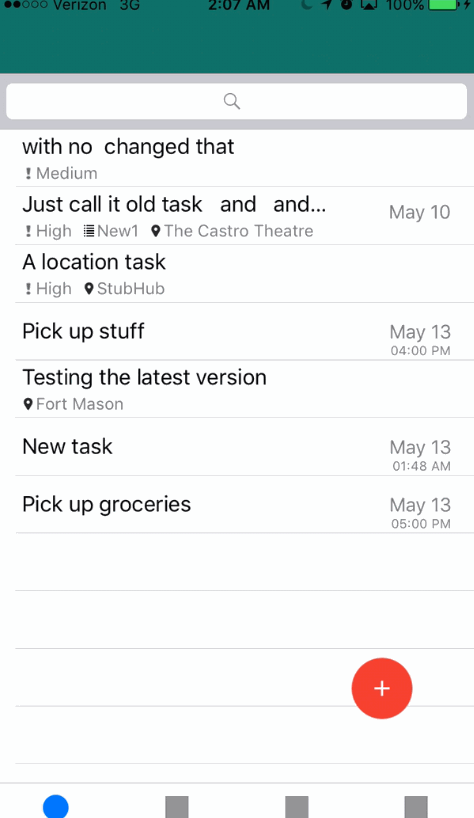 Verizon 3G 2:07 AM 100%
with no  changed that
Medium
Just call it old task   and   and...
May 10
High New1 The Castro Theatre
A location task
High StubHub
Pick up stuff
May 13
04:00 PM
Testing the latest version
Fort Mason
New task
May 13
01:48 AM
Pick up groceries
May 13
05:00 PM